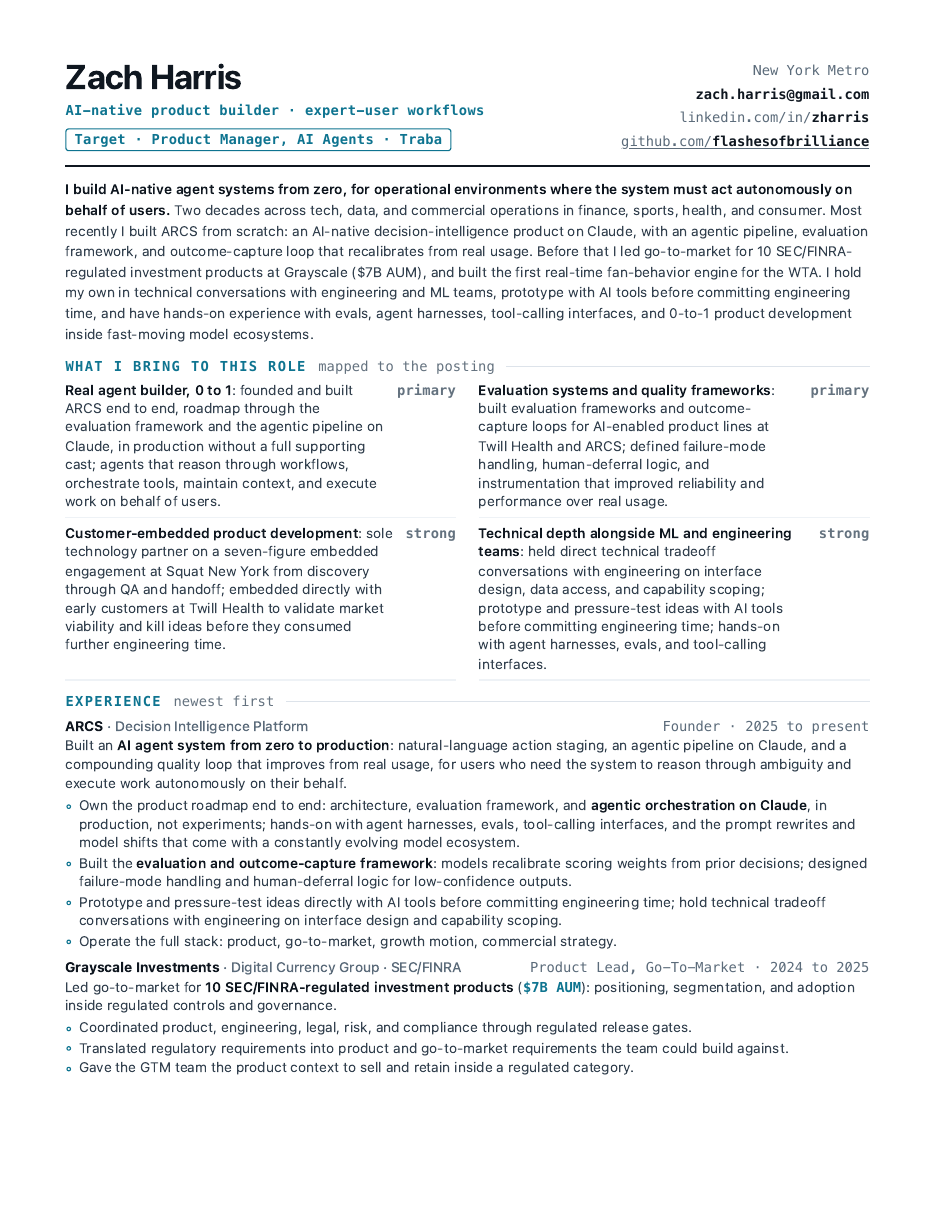 Zach Harris
AI-native product builder · expert-user workflows
Target · Product Manager, AI Agents · Traba
New York Metro
zach.harris@gmail.com
linkedin.com/in/zharris
github.com/flashesofbrilliance
I build AI-native agent systems from zero, for operational environments where the system must act autonomously on
behalf of users. Two decades across tech, data, and commercial operations in finance, sports, health, and consumer. Most
recently I built ARCS from scratch: an AI-native decision-intelligence product on Claude, with an agentic pipeline, evaluation
framework, and outcome-capture loop that recalibrates from real usage. Before that I led go-to-market for 10 SEC/FINRA-
regulated investment products at Grayscale ($7B AUM), and built the first real-time fan-behavior engine for the WTA. I hold
my own in technical conversations with engineering and ML teams, prototype with AI tools before committing engineering
time, and have hands-on experience with evals, agent harnesses, tool-calling interfaces, and 0-to-1 product development
inside fast-moving model ecosystems.
WHAT I BRING TO THIS ROLE mapped to the posting
Real agent builder, 0 to 1: founded and built primary
ARCS end to end, roadmap through the
evaluation framework and the agentic pipeline on
Claude, in production without a full supporting
cast; agents that reason through workflows,
orchestrate tools, maintain context, and execute
work on behalf of users.
Evaluation systems and quality frameworks: primary
built evaluation frameworks and outcome-
capture loops for AI-enabled product lines at
Twill Health and ARCS; defined failure-mode
handling, human-deferral logic, and
instrumentation that improved reliability and
performance over real usage.
Customer-embedded product development: sole strong
technology partner on a seven-figure embedded
engagement at Squat New York from discovery
through QA and handoff; embedded directly with
early customers at Twill Health to validate market
viability and kill ideas before they consumed
further engineering time.
Technical depth alongside ML and engineering strong
teams: held direct technical tradeoff
conversations with engineering on interface
design, data access, and capability scoping;
prototype and pressure-test ideas with AI tools
before committing engineering time; hands-on
with agent harnesses, evals, and tool-calling
interfaces.
EXPERIENCE newest first
ARCS · Decision Intelligence Platform Founder · 2025 to present
Built an AI agent system from zero to production: natural-language action staging, an agentic pipeline on Claude, and a
compounding quality loop that improves from real usage, for users who need the system to reason through ambiguity and
execute work autonomously on their behalf.
∘ Own the product roadmap end to end: architecture, evaluation framework, and agentic orchestration on Claude, in
production, not experiments; hands-on with agent harnesses, evals, tool-calling interfaces, and the prompt rewrites and
model shifts that come with a constantly evolving model ecosystem.
∘ Built the evaluation and outcome-capture framework: models recalibrate scoring weights from prior decisions; designed
failure-mode handling and human-deferral logic for low-confidence outputs.
∘ Prototype and pressure-test ideas directly with AI tools before committing engineering time; hold technical tradeoff
conversations with engineering on interface design and capability scoping.
∘ Operate the full stack: product, go-to-market, growth motion, commercial strategy.
Grayscale Investments · Digital Currency Group · SEC/FINRA Product Lead, Go-To-Market · 2024 to 2025
Led go-to-market for 10 SEC/FINRA-regulated investment products ($7B AUM): positioning, segmentation, and adoption
inside regulated controls and governance.
∘ Coordinated product, engineering, legal, risk, and compliance through regulated release gates.
∘ Translated regulatory requirements into product and go-to-market requirements the team could build against.
∘ Gave the GTM team the product context to sell and retain inside a regulated category.